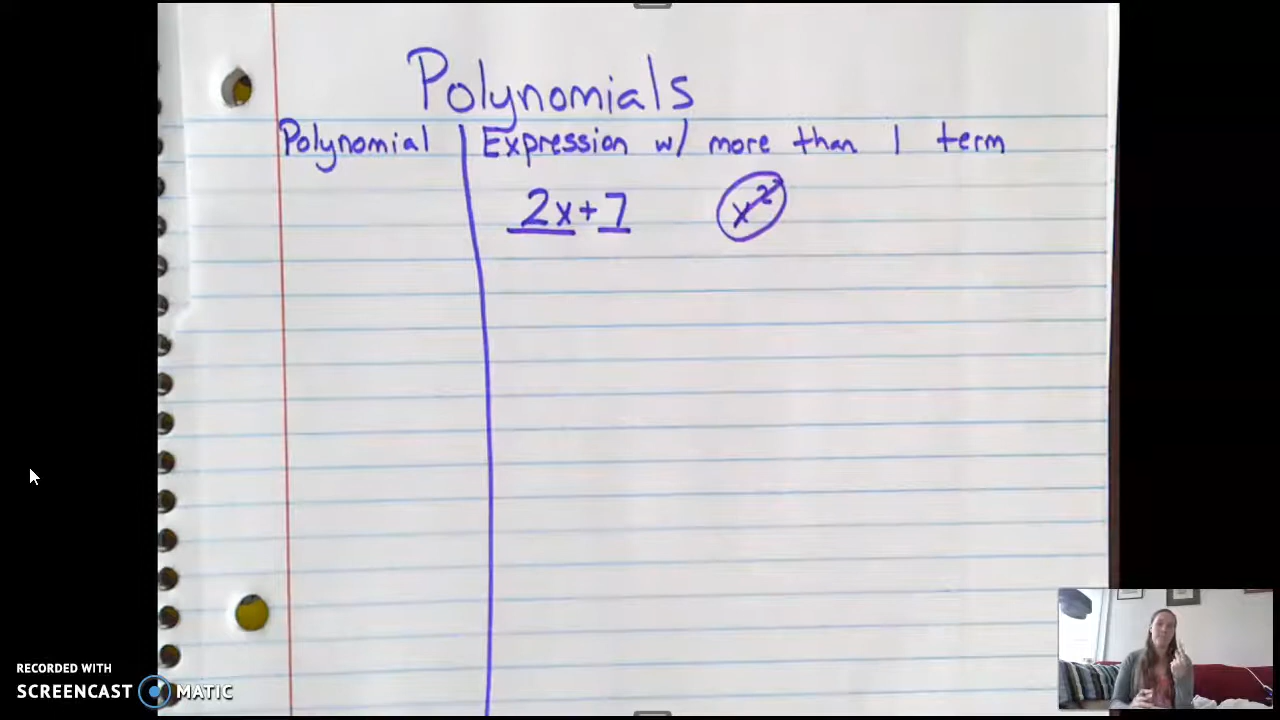 Polynomials
Polynomial Expression w/ more than 1 term
2x+7 x²
RECORDED WITH
SCREENCAST MATIC